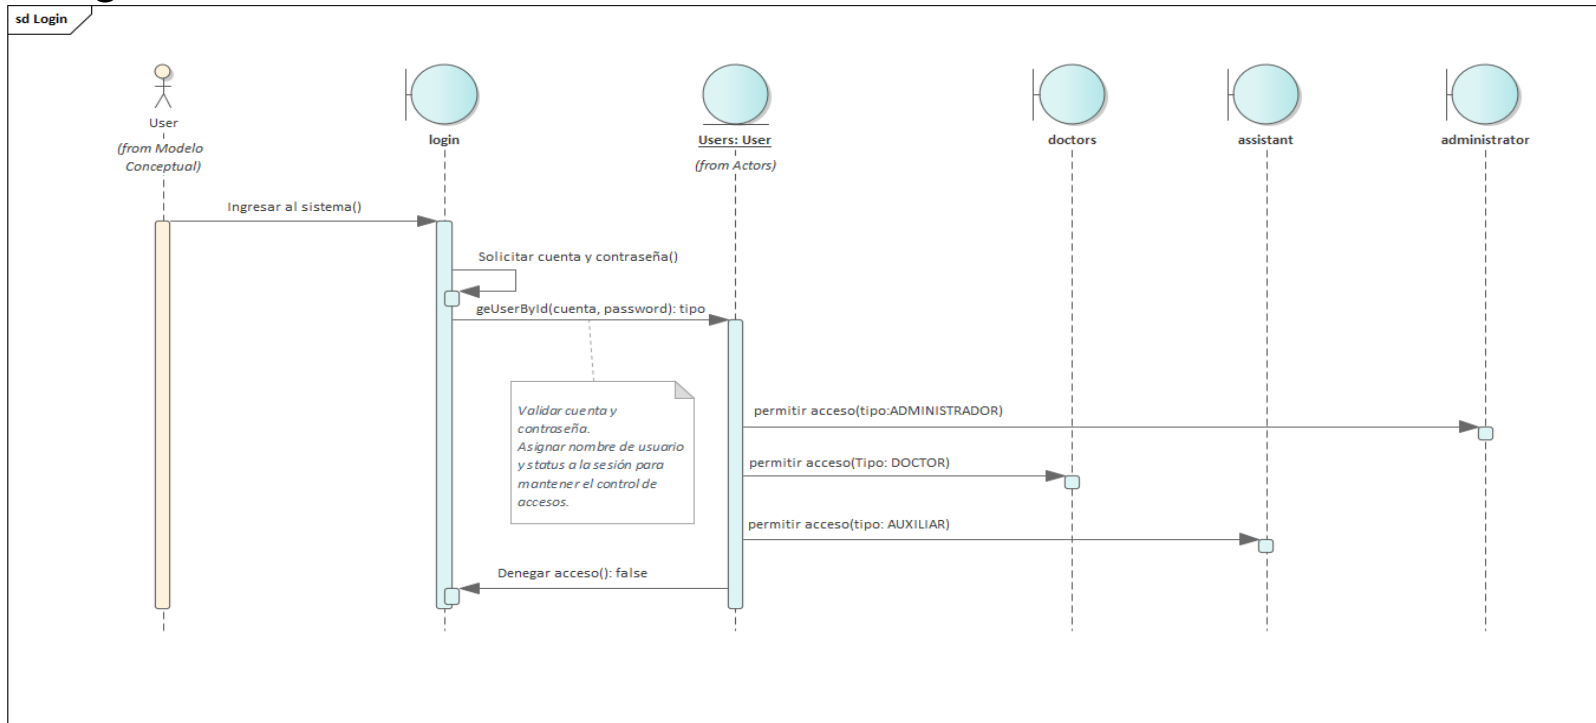 sd Login
User
(from Modelo
Conceptual)
login
Users: User
(from Actors)
doctors
assistant
administrator
Ingresar al sistema()
Solicitar cuenta y contraseña()
geUserById(cuenta, password): tipo
Validar cuenta y
contraseña.
Asignar nombre de usuario
y status a la sesión para
mantener el control de
accesos.
permitir acceso(tipo:ADMINISTRADOR)
permitir acceso(Tipo: DOCTOR)
permitir acceso(tipo: AUXILIAR)
Denegar acceso(): false